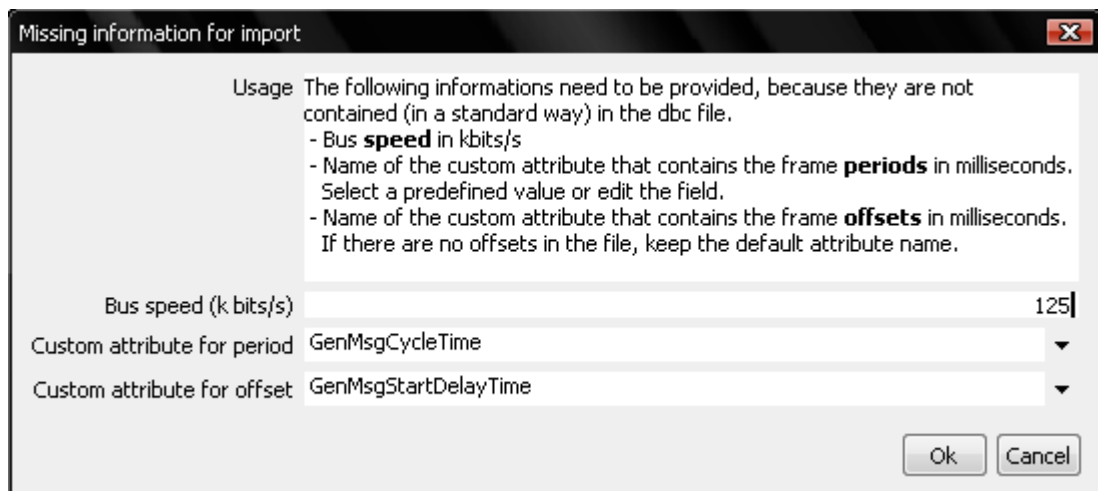 Missing information for import
Usage The following informations need to be provided, because they are not
contained (in a standard way) in the dbc file.
- Bus speed in kbits/s
- Name of the custom attribute that contains the frame periods in milliseconds.
Select a predefined value or edit the field.
- Name of the custom attribute that contains the frame offsets in milliseconds.
If there are no offsets in the file, keep the default attribute name.
Bus speed (k bits/s) 125
Custom attribute for period GenMsgCycleTime
Custom attribute for offset GenMsgStartDelayTime
Ok Cancel